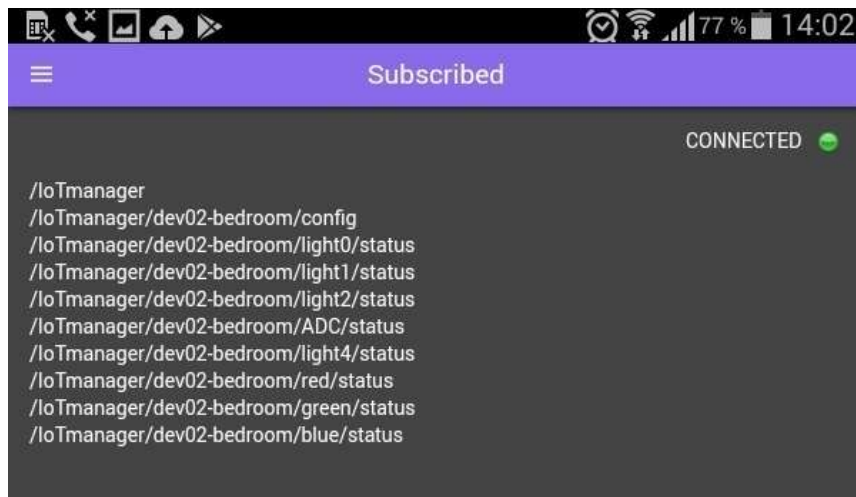 77 % 14:02
Subscribed
CONNECTED
/IoTmanager
/IoTmanager/dev02-bedroom/config
/IoTmanager/dev02-bedroom/light0/status
/IoTmanager/dev02-bedroom/light1/status
/IoTmanager/dev02-bedroom/light2/status
/IoTmanager/dev02-bedroom/ADC/status
/IoTmanager/dev02-bedroom/light4/status
/IoTmanager/dev02-bedroom/red/status
/IoTmanager/dev02-bedroom/green/status
/IoTmanager/dev02-bedroom/blue/status